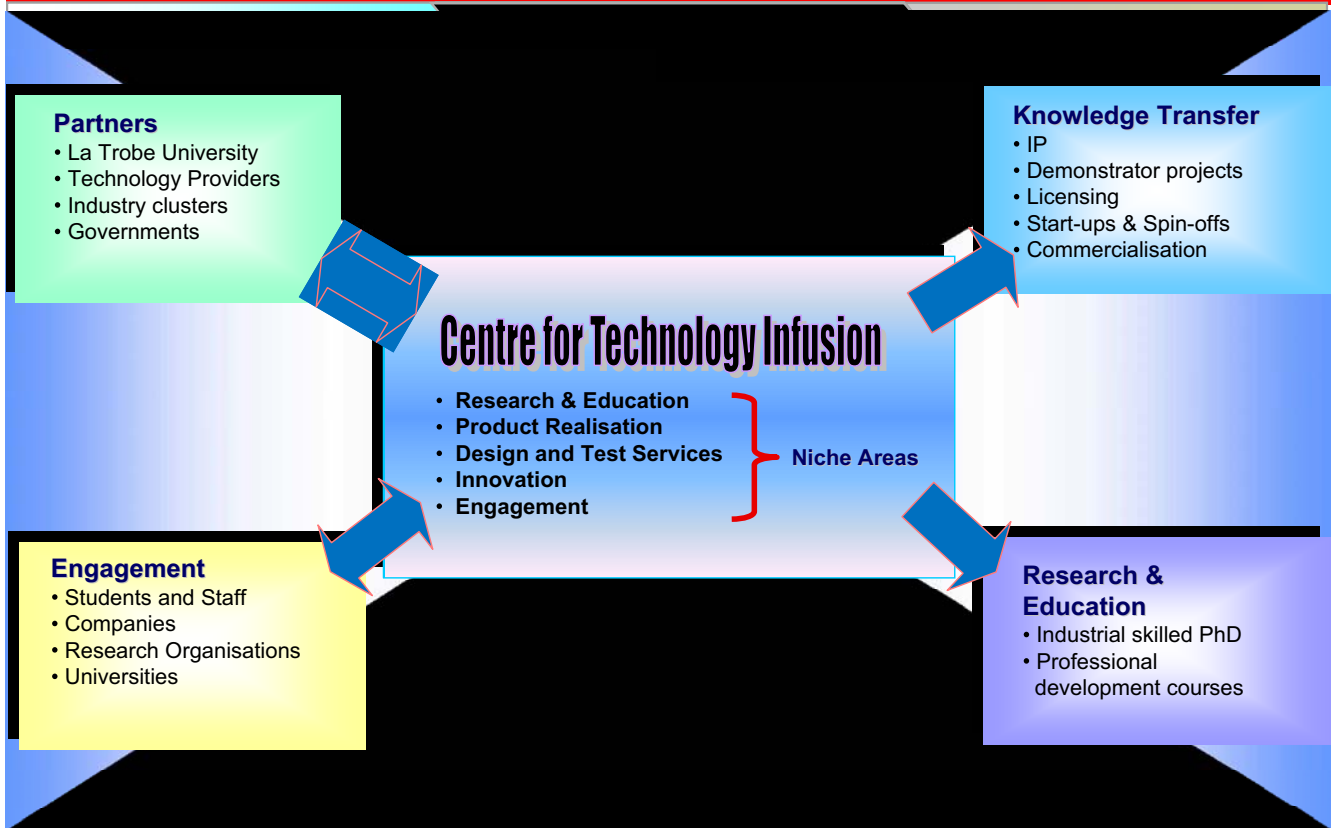 Partners
• La Trobe University
• Technology Providers
• Industry clusters
• Governments
Knowledge Transfer
• IP
• Demonstrator projects
• Licensing
• Start-ups & Spin-offs
• Commercialisation
Centre for Technology Infusion
• Research & Education
• Product Realisation
• Design and Test Services
• Innovation
• Engagement
Niche Areas
Engagement
• Students and Staff
• Companies
• Research Organisations
• Universities
Research &
Education
• Industrial skilled PhD
• Professional
development courses